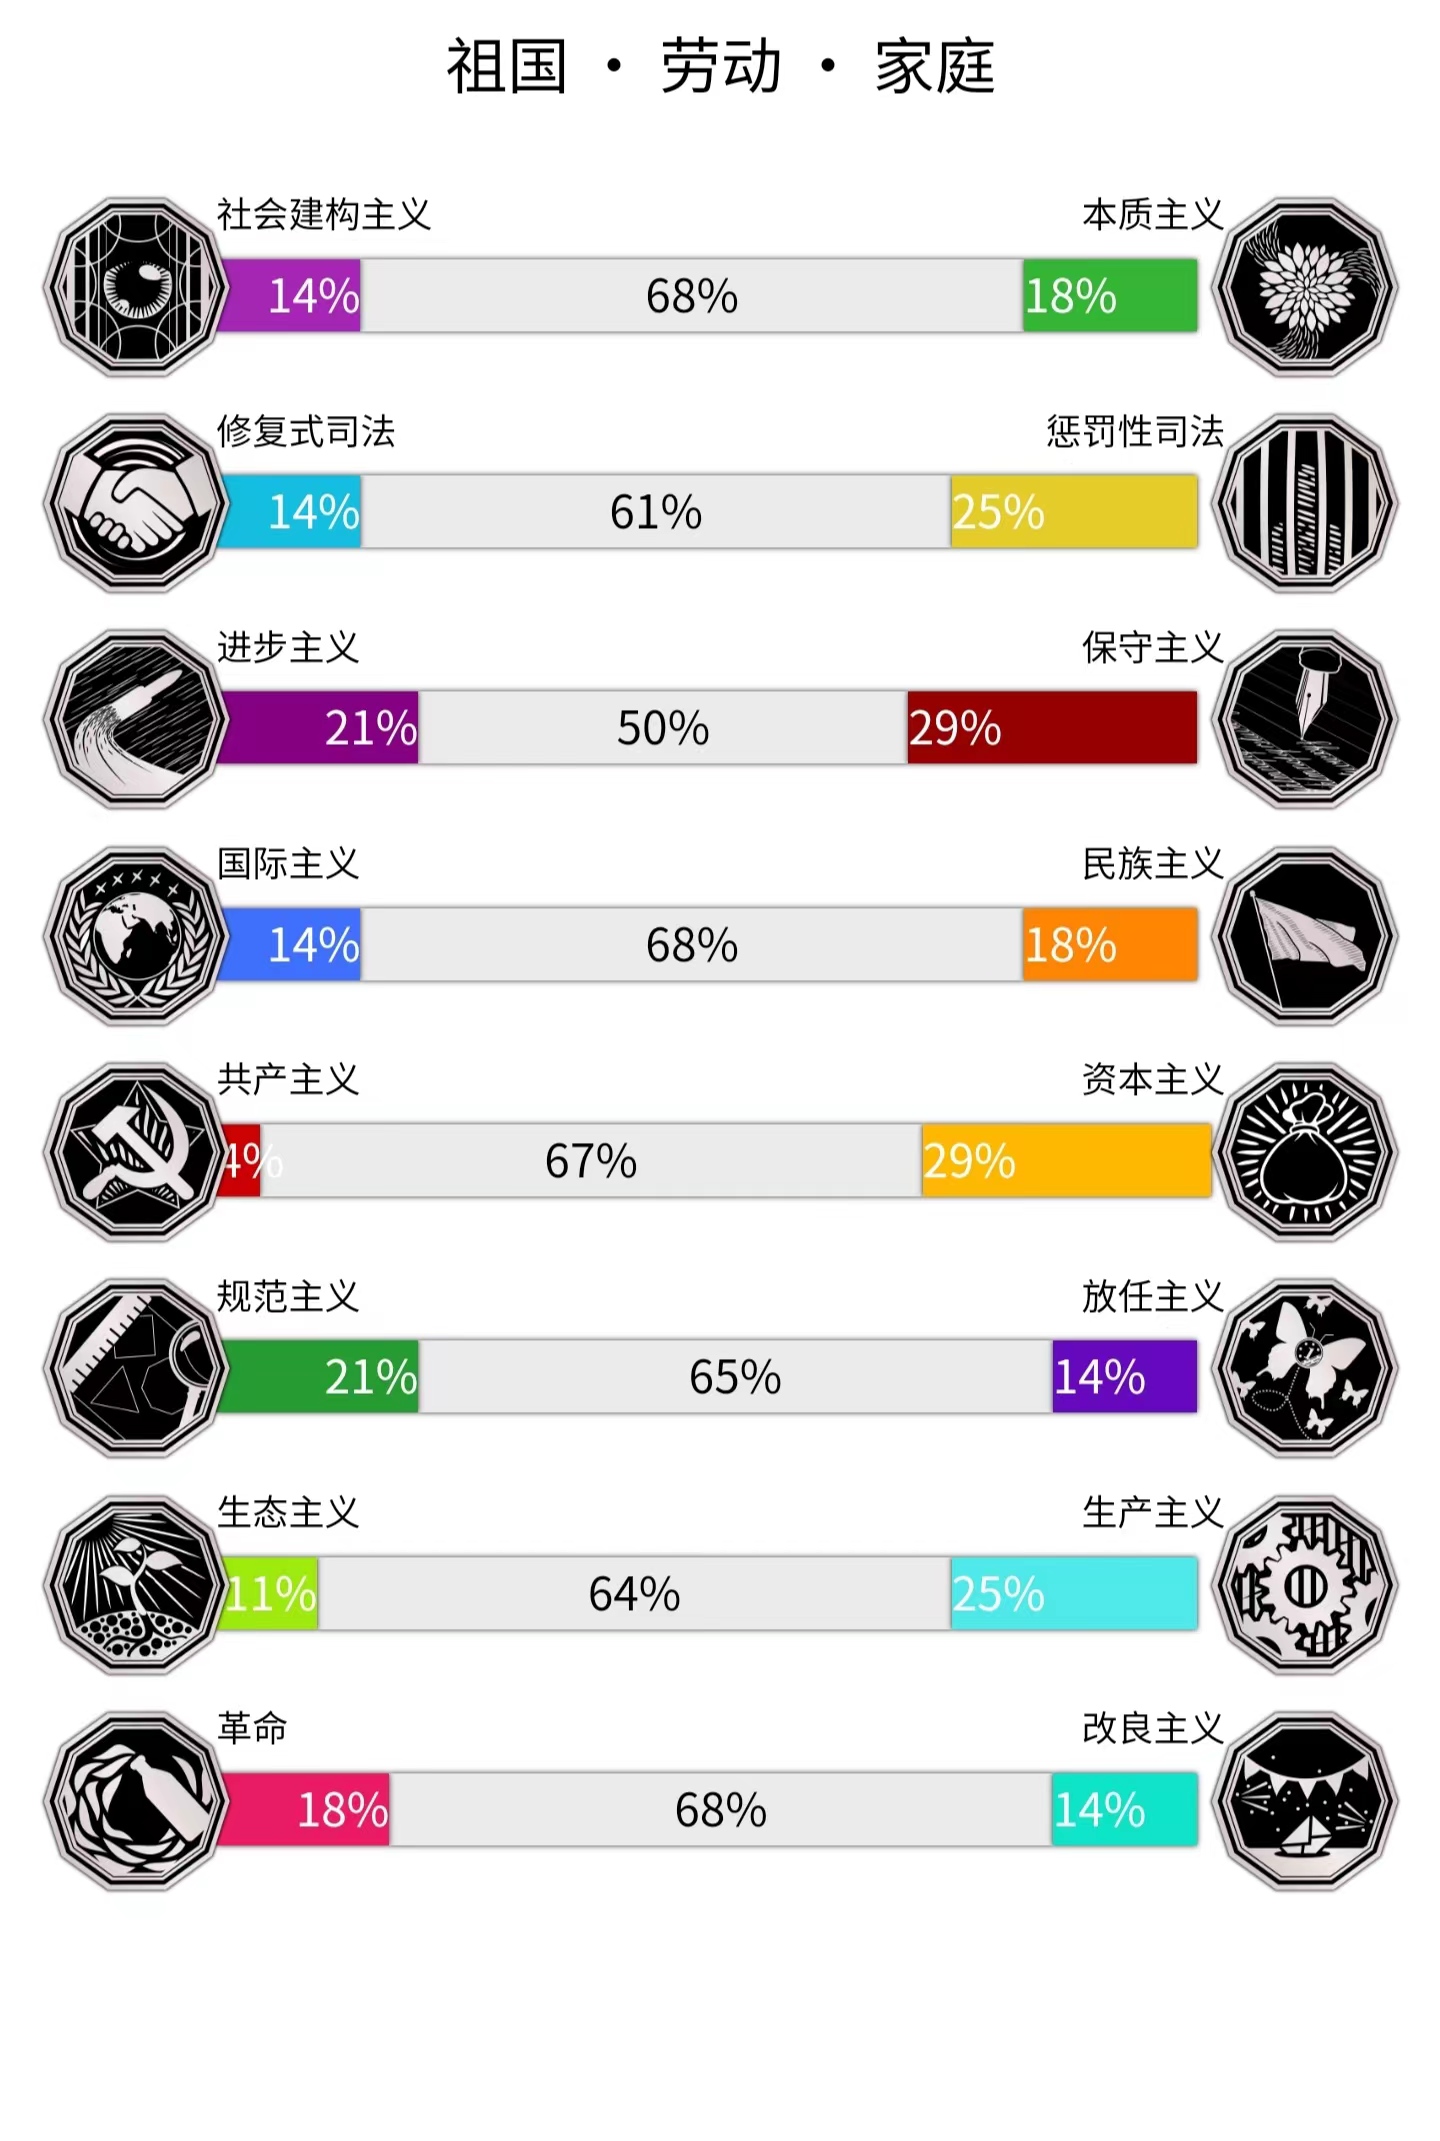 祖国 · 劳动 · 家庭
社会建构主义 本质主义
14% 68% 18%
修复式司法 惩罚性司法
14% 61% 25%
进步主义 保守主义
21% 50% 29%
国际主义 民族主义
14% 68% 18%
共产主义 资本主义
4% 67% 29%
规范主义 放任主义
21% 65% 14%
生态主义 生产主义
11% 64% 25%
革命 改良主义
18% 68% 14%